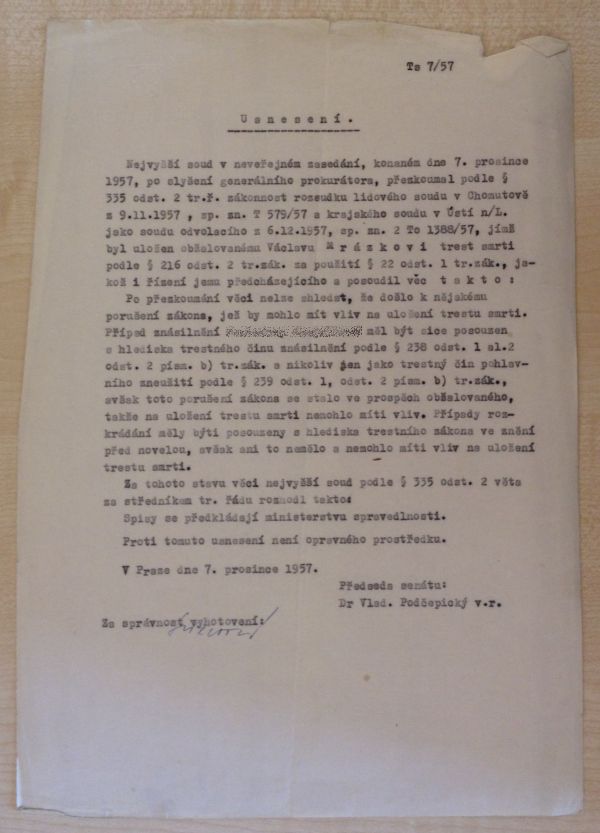 Ts 7/57
Usnesení.
Nejvyšší soud v neveřejném zasedání, konaném dne 7. prosince
1957, po slyšení generálního prokurátora, přezkoumal podle §
335 odst. 2 tr.ř. zákonnost rozsudku lidového soudu v Chomutově
z 9.11.1957 , sp. zn. T 579/57 a krajského soudu v Ústí n/L.
jako soudu odvolacího z 6.12.1957, sp. zn. 2 To 1388/57, jímž
byl uložen obžalovanému Václavu Mrázkovi trest smrti
podle § 216 odst. 2 tr.zák. za použití § 22 odst. 1 tr.zák., ja-
kož i řízení jemu předcházejícího a posoudil věc takto:
Po přezkoumání věci nelze shledat, že došlo k nějakému
porušení zákona, jež by mohlo mít vliv na uložení trestu smrti.
Případ znásilnění měl být sice posouzen
s hlediska trestného činu znásilnění podle § 238 odst. 1 al.2
odst. 2 písm. b) tr.zák. a nikoliv jen jako trestný čin pohlav-
ního zneužití podle § 239 odst. 1, odst. 2 písm. b) tr.zák.,
avšak toto porušení zákona se stalo ve prospěch obžalovaného,
takže na uložení trestu smrti nemohlo míti vliv. Případy roz-
krádání měly býti posouzeny s hlediska trestního zákona ve znění
před novelou, avšak ani to nemělo a nemohlo míti vliv na uložení
trestu smrti.
Za tohoto stavu věci nejvyšší soud podle § 335 odst. 2 věta
za středníkem tr. řádu rozhodl takto:
Spisy se předkládají ministerstvu spravedlnosti.
Proti tomuto usnesení není opravného prostředku.
V Praze dne 7. prosince 1957.
Předseda senátu:
Dr Vlad. Podčepický v.r.
Za správnost vyhotovení: